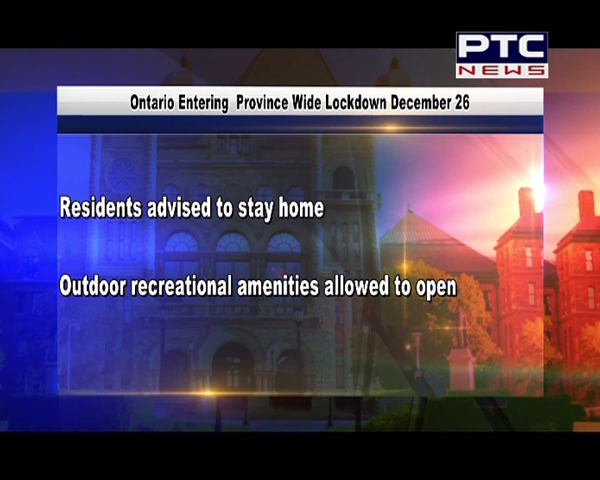 PTC
NEWS
Ontario Entering Province Wide Lockdown December 26
Residents advised to stay home
Outdoor recreational amenities allowed to open